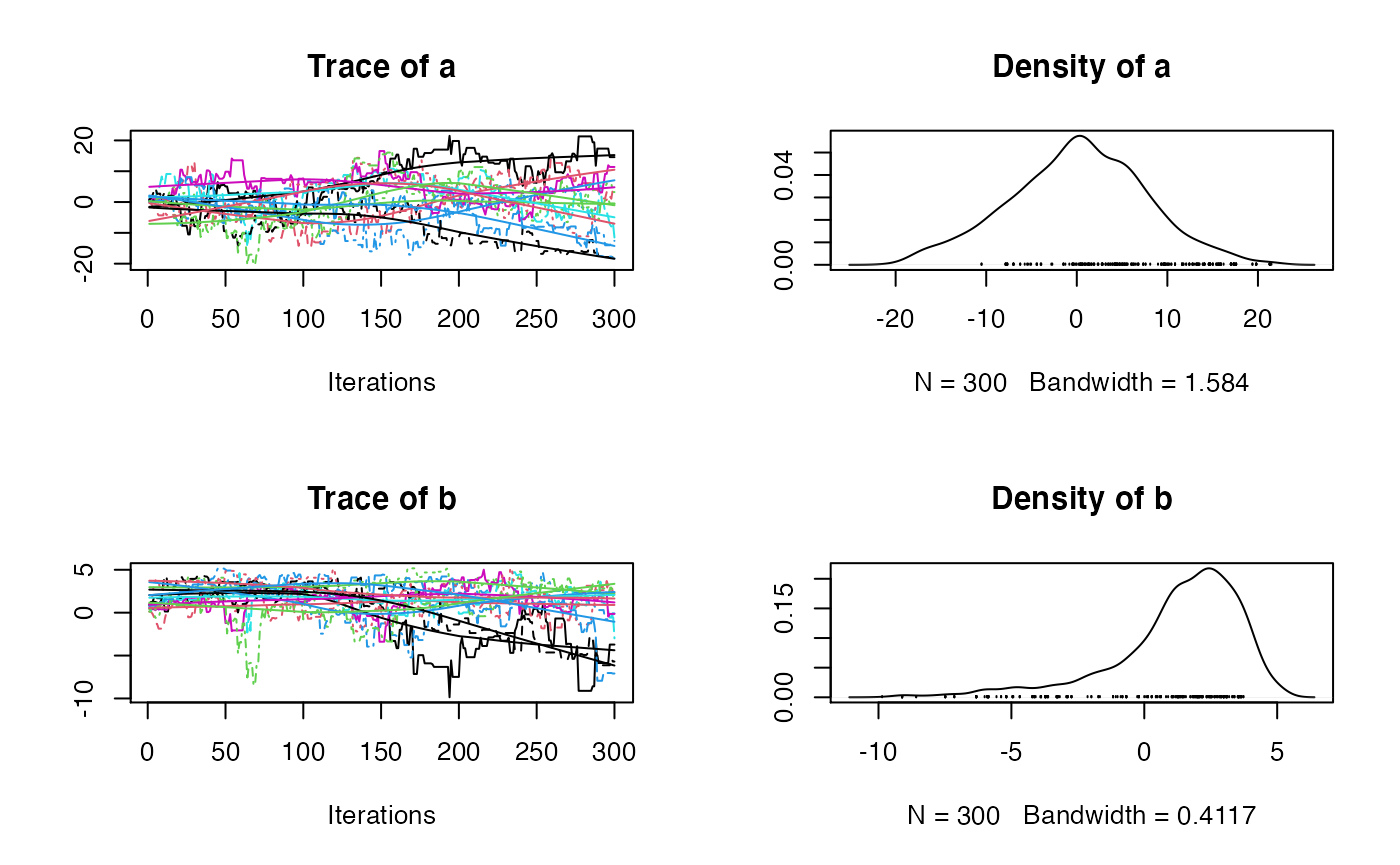 Trace of a
20
0
-20
0 50 100 150 200 250 300
Iterations
Density of a
0.04
0.00
-20 -10 0 10 20
N = 300 Bandwidth = 1.584
Trace of b
5
0
-10
0 50 100 150 200 250 300
Iterations
Density of b
0.15
0.00
-10 -5 0 5
N = 300 Bandwidth = 0.4117